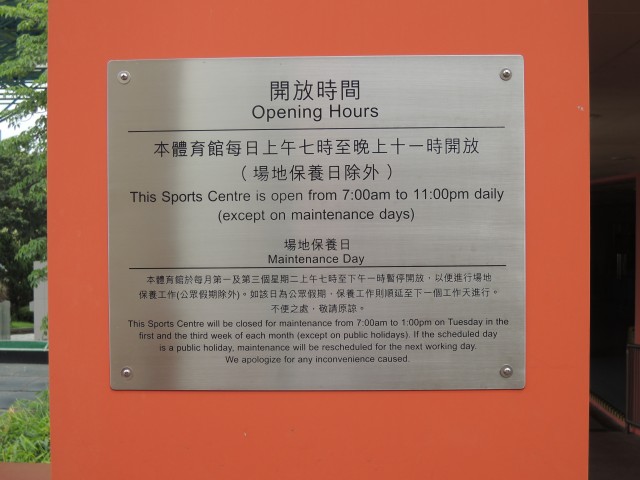 開放時間
Opening Hours
本體育館每日上午七時至晚上十一時開放
（場地保養日除外）
This Sports Centre is open from 7:00am to 11:00pm daily
(except on maintenance days)
場地保養日
Maintenance Day
本體育館於每月第一及第三個星期二上午七時至下午一時暫停開放，以便進行場地
保養工作(公眾假期除外)。如該日為公眾假期，保養工作則順延至下一個工作天進行。
不便之處，敬請原諒。
This Sports Centre will be closed for maintenance from 7:00am to 1:00pm on Tuesday in the
first and the third week of each month (except on public holidays). If the scheduled day
is a public holiday, maintenance will be rescheduled for the next working day.
We apologize for any inconvenience caused.